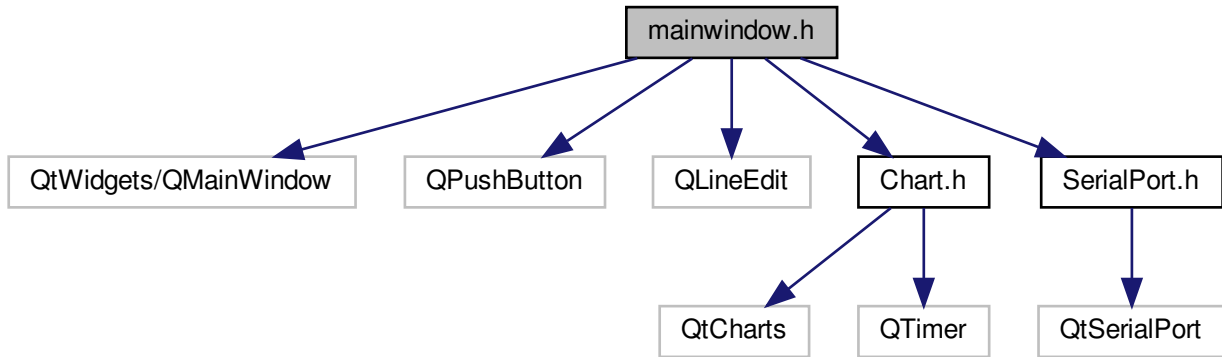 mainwindow.h
QtWidgets/QMainWindow
QPushButton
QLineEdit
Chart.h
SerialPort.h
QtCharts
QTimer
QtSerialPort